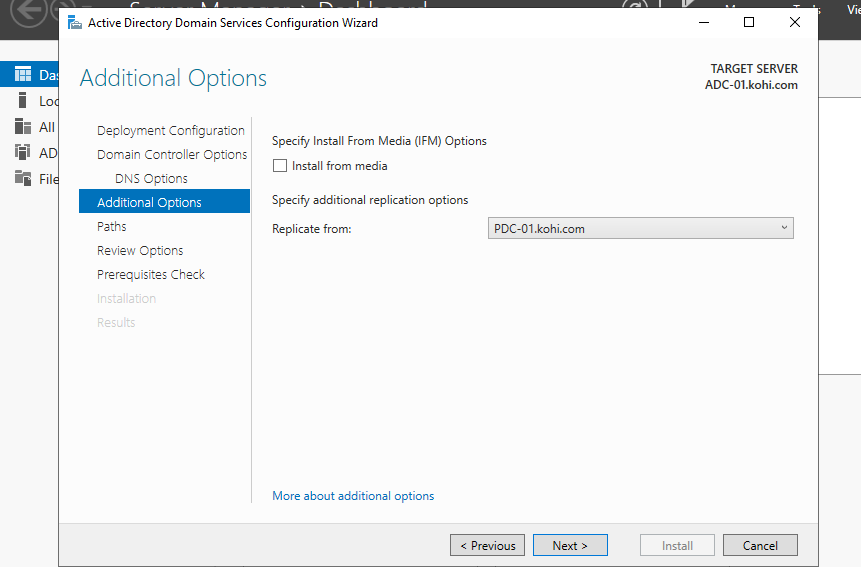 Active Directory Domain Services Configuration Wizard
Additional Options
TARGET SERVER
ADC-01.kohi.com
Deployment Configuration
Domain Controller Options
DNS Options
Additional Options
Paths
Review Options
Prerequisites Check
Installation
Results
Specify Install From Media (IFM) Options
Install from media
Specify additional replication options
Replicate from:
PDC-01.kohi.com
More about additional options
< Previous
Next >
Install
Cancel
Das
Loc
All
AD
File